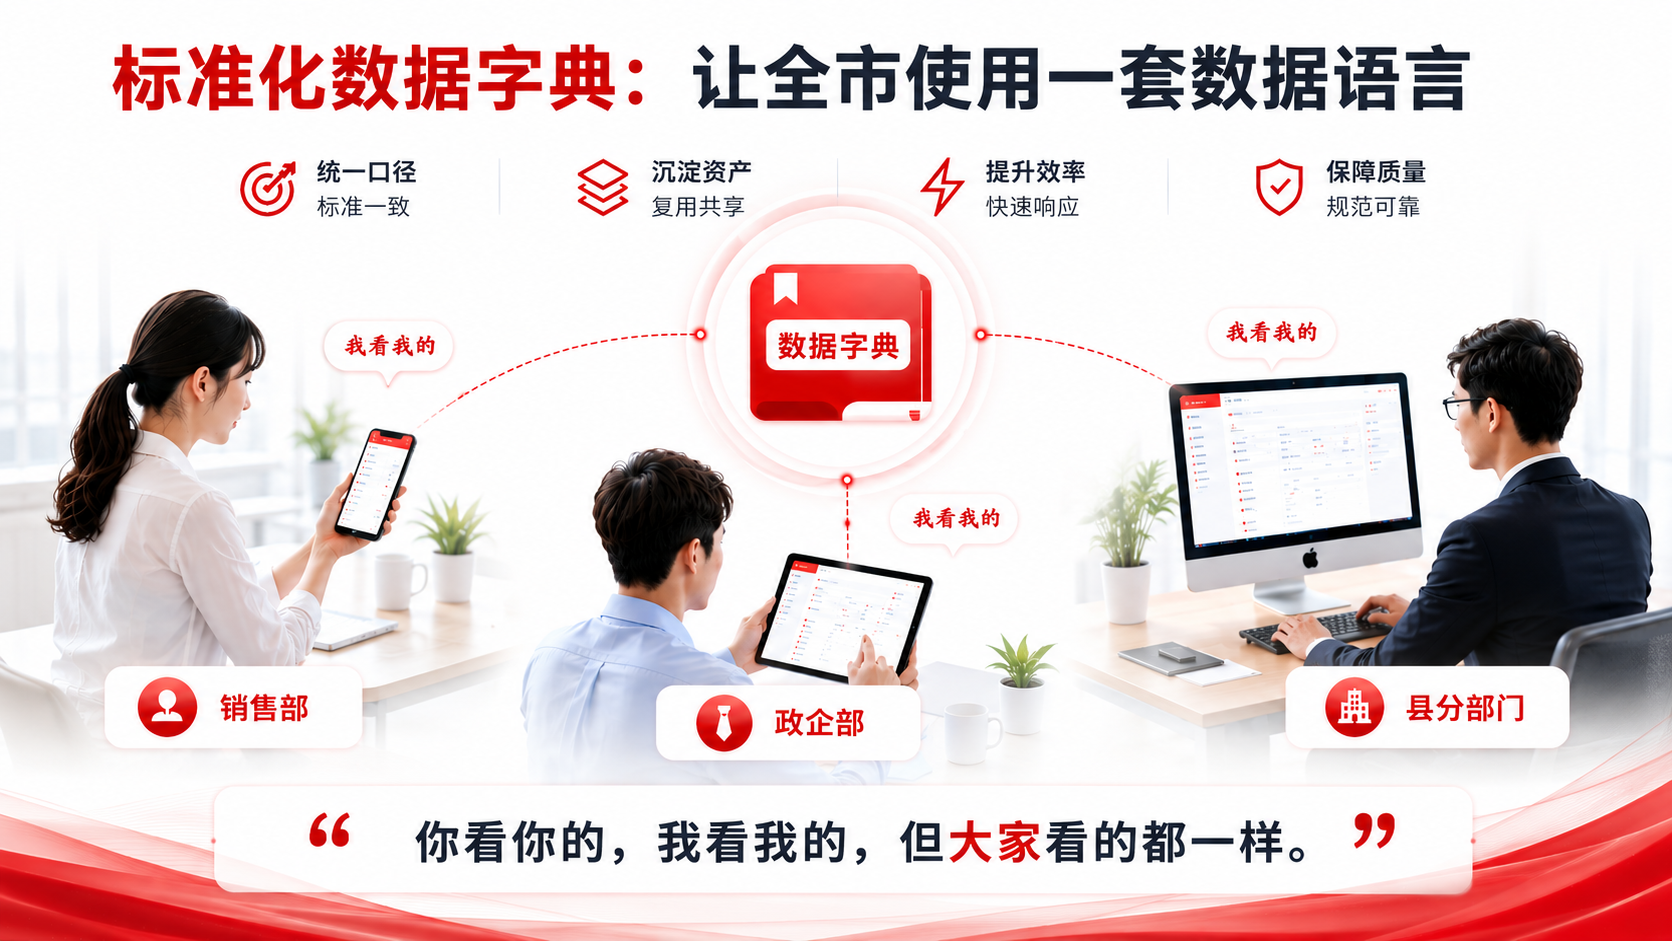 标准化数据字典：让全市使用一套数据语言
统一口径
标准一致
沉淀资产
复用共享
提升效率
快速响应
保障质量
规范可靠
数据字典
我看我的
我看我的
我看我的
销售部
政企部
县分部门
“你看你的，我看我的，但大家看的都一样。”